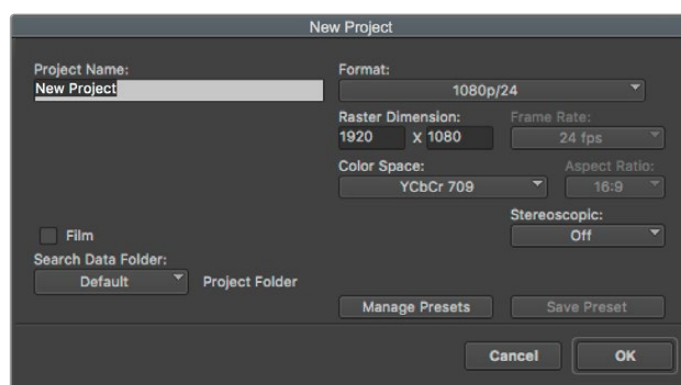 New Project
Project Name:
New Project
Format:
1080p/24
Raster Dimension:
1920 X 1080
Frame Rate:
24 fps
Color Space:
YCbCr 709
Aspect Ratio:
16:9
Stereoscopic:
Off
Film
Search Data Folder:
Default Project Folder
Manage Presets Save Preset
Cancel OK